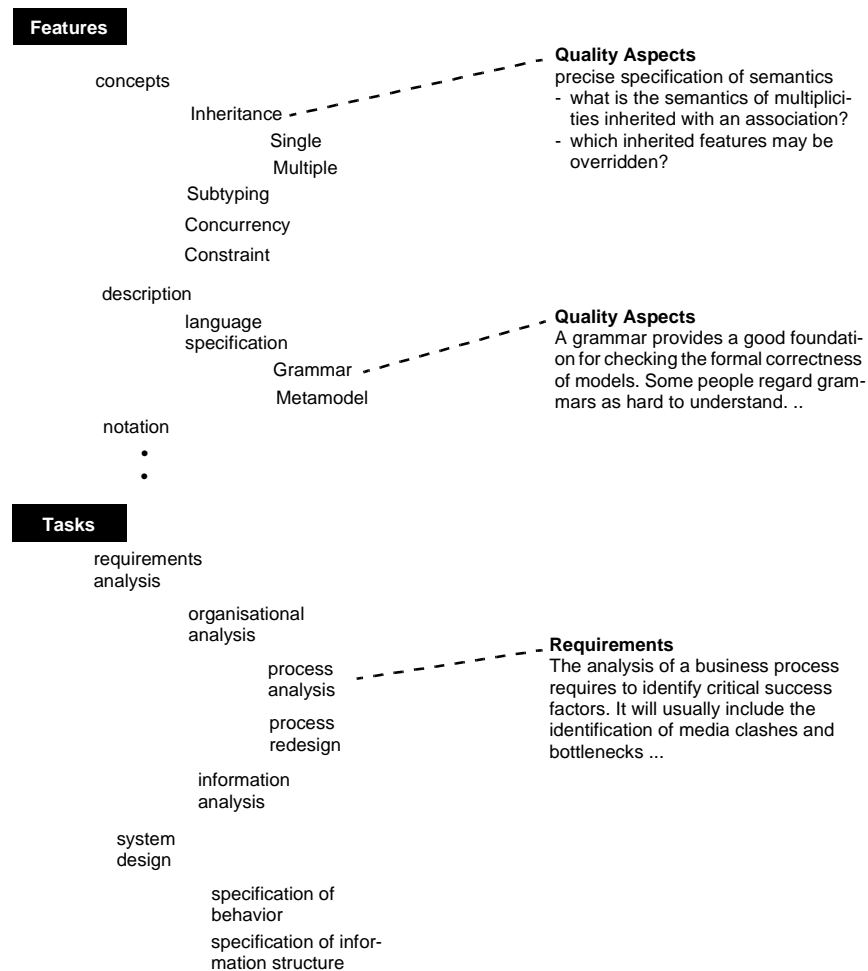 Features
concepts
Inheritance
Single
Multiple
Subtyping
Concurrency
Constraint
Quality Aspects
precise specification of semantics
- what is the semantics of multiplici-
ties inherited with an association?
- which inherited features may be
overridden?
description
language
specification
Grammar
Metamodel
Quality Aspects
A grammar provides a good foundati-
on for checking the formal correctness
of models. Some people regard gram-
mars as hard to understand. ..
notation
•
•
Tasks
requirements
analysis
organisational
analysis
process
analysis
process
redesign
Requirements
The analysis of a business process
requires to identify critical success
factors. It will usually include the
identification of media clashes and
bottlenecks ...
information
analysis
system
design
specification of
behavior
specification of infor-
mation structure